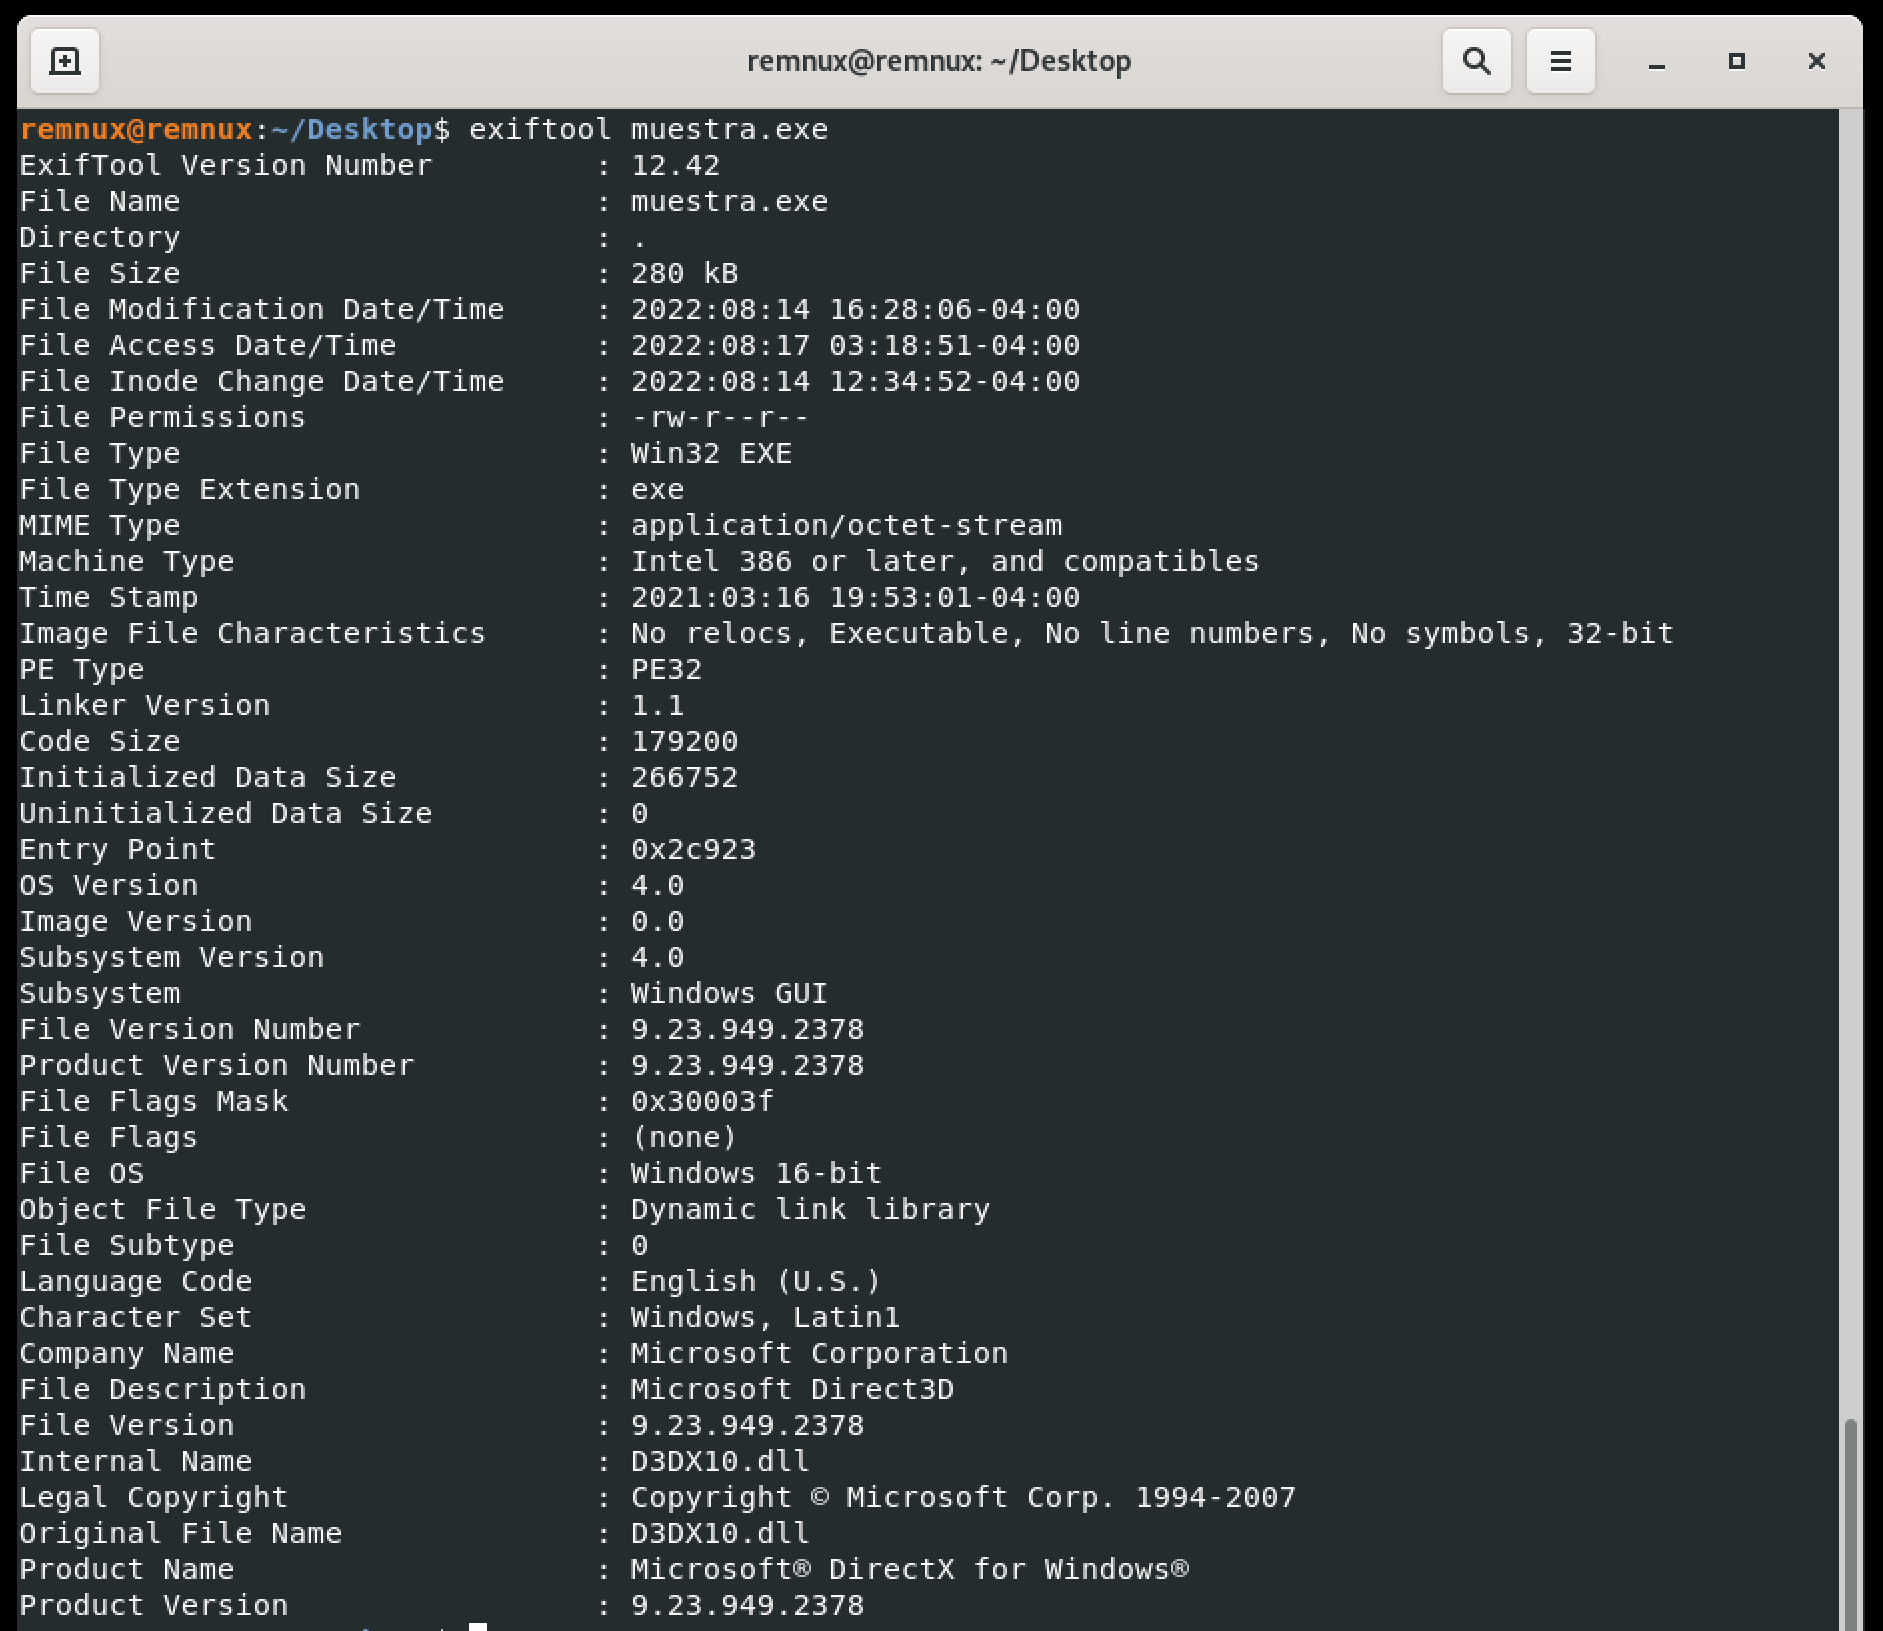 remnux@remnux: ~/Desktop
remnux@remnux:~/Desktop$ exiftool muestra.exe
ExifTool Version Number         : 12.42
File Name                       : muestra.exe
Directory                       : .
File Size                       : 280 kB
File Modification Date/Time     : 2022:08:14 16:28:06-04:00
File Access Date/Time           : 2022:08:17 03:18:51-04:00
File Inode Change Date/Time     : 2022:08:14 12:34:52-04:00
File Permissions                : -rw-r--r--
File Type                       : Win32 EXE
File Type Extension             : exe
MIME Type                       : application/octet-stream
Machine Type                    : Intel 386 or later, and compatibles
Time Stamp                      : 2021:03:16 19:53:01-04:00
Image File Characteristics      : No relocs, Executable, No line numbers, No symbols, 32-bit
PE Type                         : PE32
Linker Version                  : 1.1
Code Size                       : 179200
Initialized Data Size           : 266752
Uninitialized Data Size         : 0
Entry Point                     : 0x2c923
OS Version                      : 4.0
Image Version                   : 0.0
Subsystem Version               : 4.0
Subsystem                       : Windows GUI
File Version Number             : 9.23.949.2378
Product Version Number          : 9.23.949.2378
File Flags Mask                 : 0x30003f
File Flags                      : (none)
File OS                         : Windows 16-bit
Object File Type                : Dynamic link library
File Subtype                    : 0
Language Code                   : English (U.S.)
Character Set                   : Windows, Latin1
Company Name                    : Microsoft Corporation
File Description                : Microsoft Direct3D
File Version                    : 9.23.949.2378
Internal Name                   : D3DX10.dll
Legal Copyright                 : Copyright © Microsoft Corp. 1994-2007
Original File Name              : D3DX10.dll
Product Name                    : Microsoft® DirectX for Windows®
Product Version                 : 9.23.949.2378